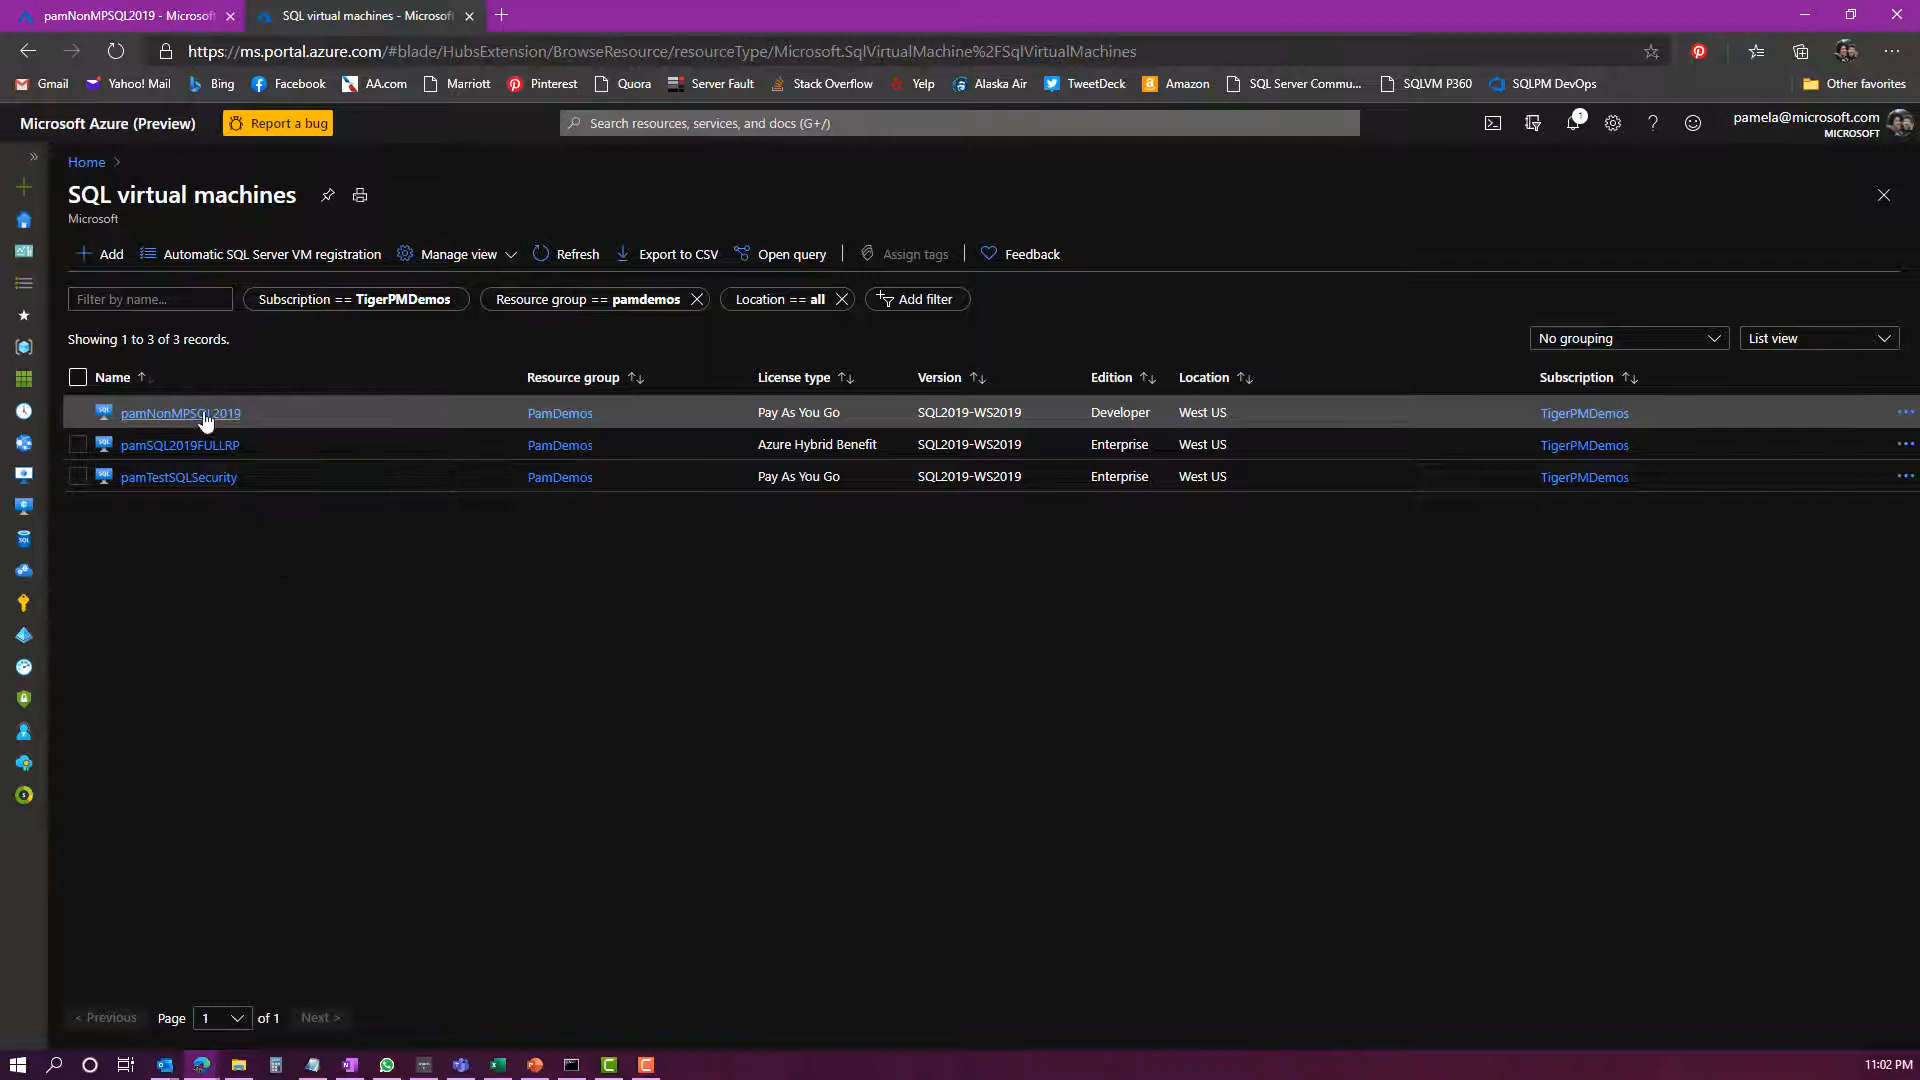 pamNonMPSQL2019 - Microsoft
SQL virtual machines - Microsoft
https://ms.portal.azure.com/#blade/HubsExtension/BrowseResource/resourceType/Microsoft.SqlVirtualMachine%2FSqlVirtualMachines
Gmail Yahoo! Mail Bing Facebook AA.com Marriott Pinterest Quora Server Fault Stack Overflow Yelp Alaska Air TweetDeck Amazon SQL Server Commu... SQLVM P360 SQLPM DevOps Other favorites
Microsoft Azure (Preview) Report a bug Search resources, services, and docs (G+/) 1 pamela@microsoft.com
MICROSOFT
Home >
SQL virtual machines
Microsoft
Add Automatic SQL Server VM registration Manage view Refresh Export to CSV Open query Assign tags Feedback
Filter by name... Subscription == TigerPMDemos Resource group == pamdemos Location == all Add filter
Showing 1 to 3 of 3 records. No grouping List view
Name Resource group License type Version Edition Location Subscription
pamNonMPSQL2019 PamDemos Pay As You Go SQL2019-WS2019 Developer West US TigerPMDemos
pamSQL2019FULLRP PamDemos Azure Hybrid Benefit SQL2019-WS2019 Enterprise West US TigerPMDemos
pamTestSQLSecurity PamDemos Pay As You Go SQL2019-WS2019 Enterprise West US TigerPMDemos
< Previous Page 1 of 1 Next >
11:02 PM